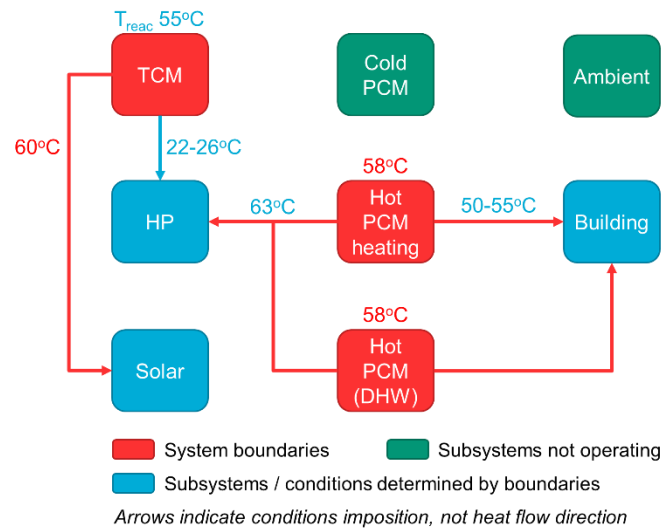 Treac 55°C
TCM
Cold
PCM
Ambient
60°C
22-26°C
58°C
HP
63°C
Hot
PCM
heating
50-55°C
Building
58°C
Solar
Hot
PCM
(DHW)
System boundaries
Subsystems not operating
Subsystems / conditions determined by boundaries
Arrows indicate conditions imposition, not heat flow direction